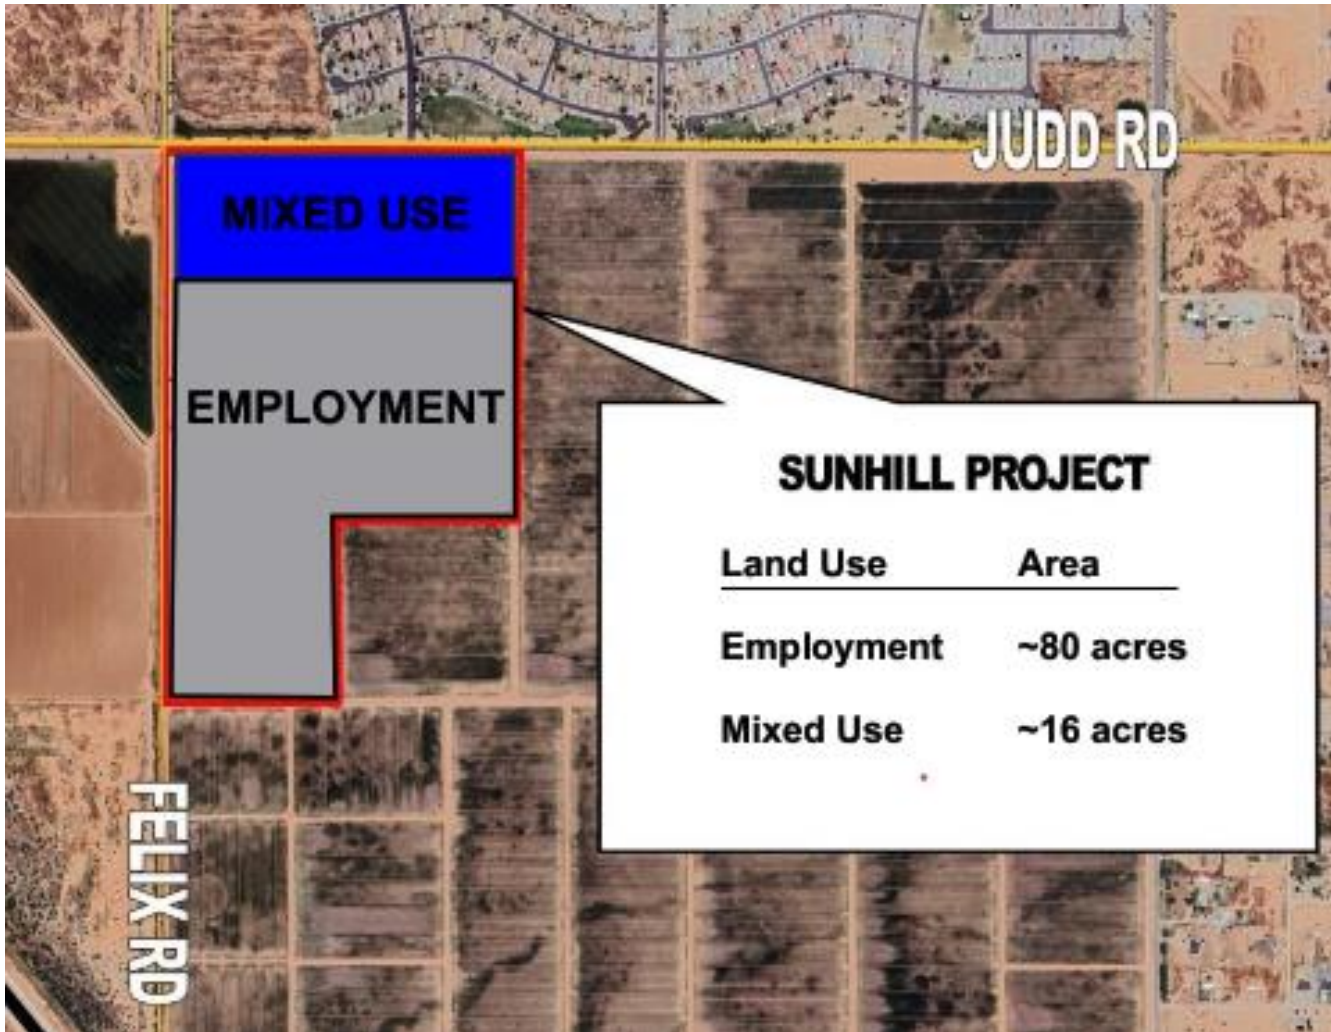 JUDD RD
MIXED USE
EMPLOYMENT
SUNHILL PROJECT
Land Use Area
Employment ~80 acres
Mixed Use ~16 acres
FELIX RD